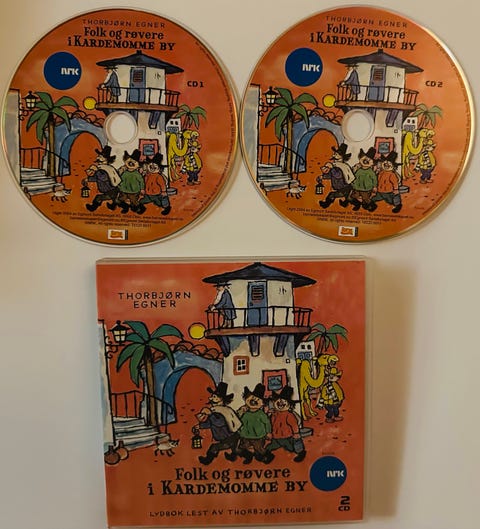 THORBJØRN EGNER
Folk og røvere
i KARDEMOMME BY
NRK
CD 1
THORBJØRN EGNER
Folk og røvere
i KARDEMOMME BY
NRK
CD 2
THORBJØRN
EGNER
Folk og røvere
i KARDEMOMME BY
NRK
2
CD
LYDBOK LEST AV THORBJØRN EGNER